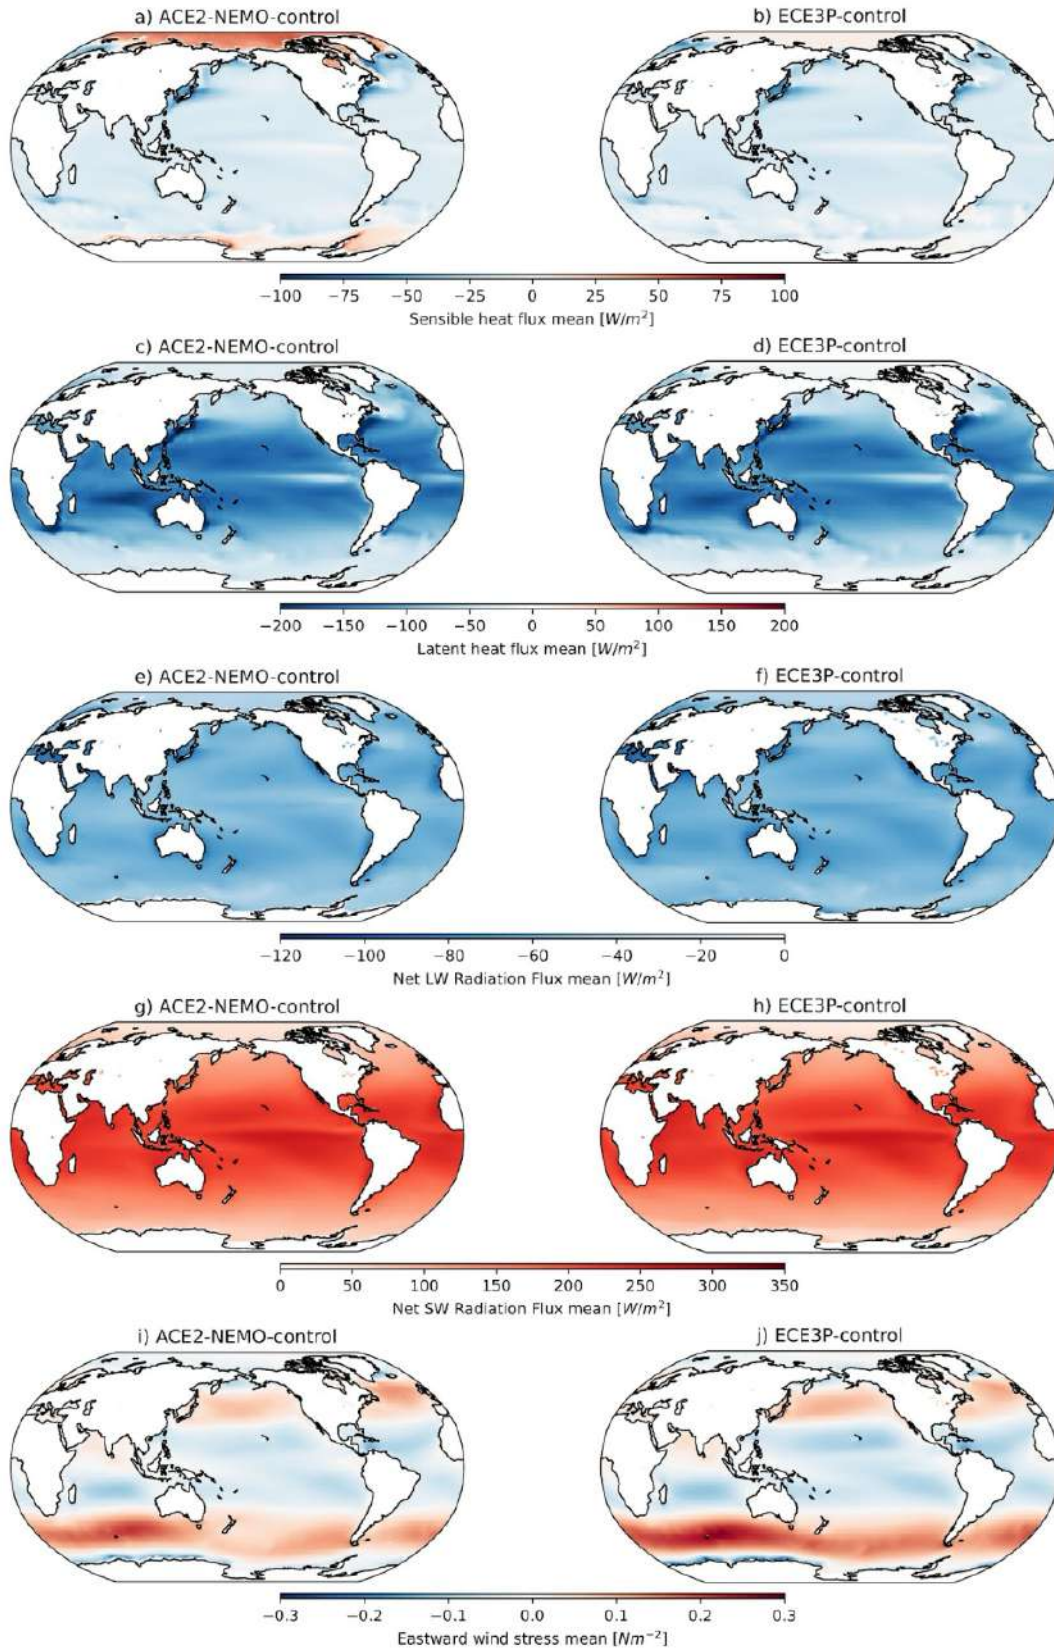 a) ACE2-NEMO-control b) ECE3P-control
−100 −75 −50 −25 0 25 50 75 100
Sensible heat flux mean [W/m²]
c) ACE2-NEMO-control d) ECE3P-control
−200 −150 −100 −50 0 50 100 150 200
Latent heat flux mean [W/m²]
e) ACE2-NEMO-control f) ECE3P-control
−120 −100 −80 −60 −40 −20 0
Net LW Radiation Flux mean [W/m²]
g) ACE2-NEMO-control h) ECE3P-control
0 50 100 150 200 250 300 350
Net SW Radiation Flux mean [W/m²]
i) ACE2-NEMO-control j) ECE3P-control
−0.3 −0.2 −0.1 0.0 0.1 0.2 0.3
Eastward wind stress mean [Nm⁻²]